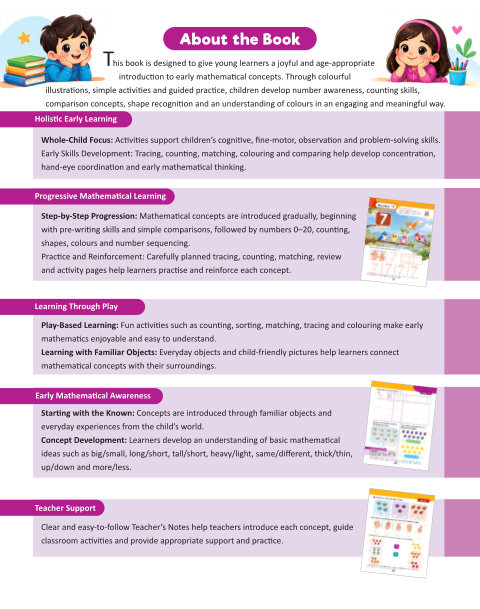 About the Book
This book is designed to give young learners a joyful and age-appropriate
introduction to early mathematical concepts. Through colourful
illustrations, simple activities and guided practice, children develop number awareness, counting skills,
comparison concepts, shape recognition and an understanding of colours in an engaging and meaningful way.
Holistic Early Learning
Whole-Child Focus: Activities support children's cognitive, fine-motor, observation and problem-solving skills.
Early Skills Development: Tracing, counting, matching, colouring and comparing help develop concentration,
hand-eye coordination and early mathematical thinking.
Progressive Mathematical Learning
Step-by-Step Progression: Mathematical concepts are introduced gradually, beginning
with pre-writing skills and simple comparisons, followed by numbers 0–20, counting,
shapes, colours and number sequencing.
Practice and Reinforcement: Carefully planned tracing, counting, matching, review
and activity pages help learners practise and reinforce each concept.
7
Learning Through Play
Play-Based Learning: Fun activities such as counting, sorting, matching, tracing and colouring make early
mathematics enjoyable and easy to understand.
Learning with Familiar Objects: Everyday objects and child-friendly pictures help learners connect
mathematical concepts with their surroundings.
Early Mathematical Awareness
Starting with the Known: Concepts are introduced through familiar objects and
everyday experiences from the child's world.
Concept Development: Learners develop an understanding of basic mathematical
ideas such as big/small, long/short, tall/short, heavy/light, same/different, thick/thin,
up/down and more/less.
Teacher Support
Clear and easy-to-follow Teacher's Notes help teachers introduce each concept, guide
classroom activities and provide appropriate support and practice.